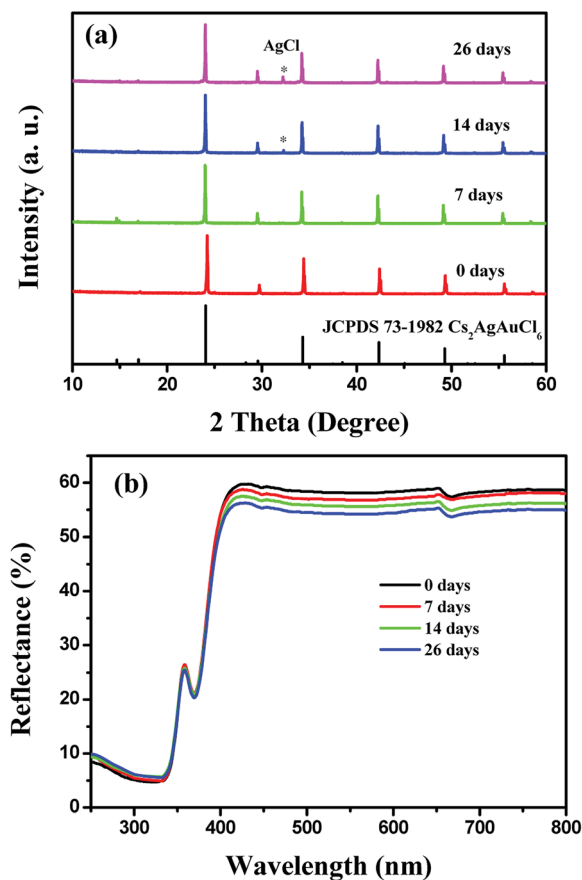 (a)
AgCl
26 days
*
14 days
*
7 days
0 days
JCPDS 73-1982 Cs₂AgAuCl₆
Intensity (a. u.)
10 20 30 40 50 60
2 Theta (Degree)
(b)
60
50
40
30
20
10
0
0 days
7 days
14 days
26 days
Reflectance (%)
300 400 500 600 700 800
Wavelength (nm)